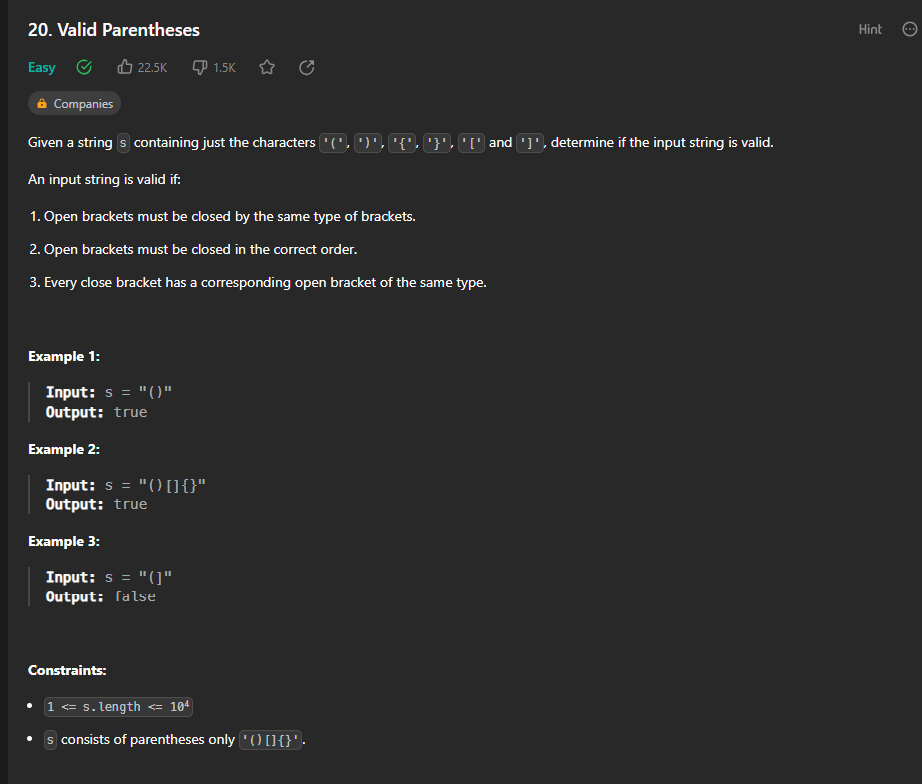 20. Valid Parentheses
Hint
Easy 22.5K 1.5K
Companies
Given a string s containing just the characters '(', ')', '{', '}', '[' and ']', determine if the input string is valid.
An input string is valid if:
1. Open brackets must be closed by the same type of brackets.
2. Open brackets must be closed in the correct order.
3. Every close bracket has a corresponding open bracket of the same type.
Example 1:
Input: s = "()"
Output: true
Example 2:
Input: s = "()[]{}"
Output: true
Example 3:
Input: s = "(]"
Output: false
Constraints:
• 1 <= s.length <= 10⁴
• s consists of parentheses only '()[]{}'.